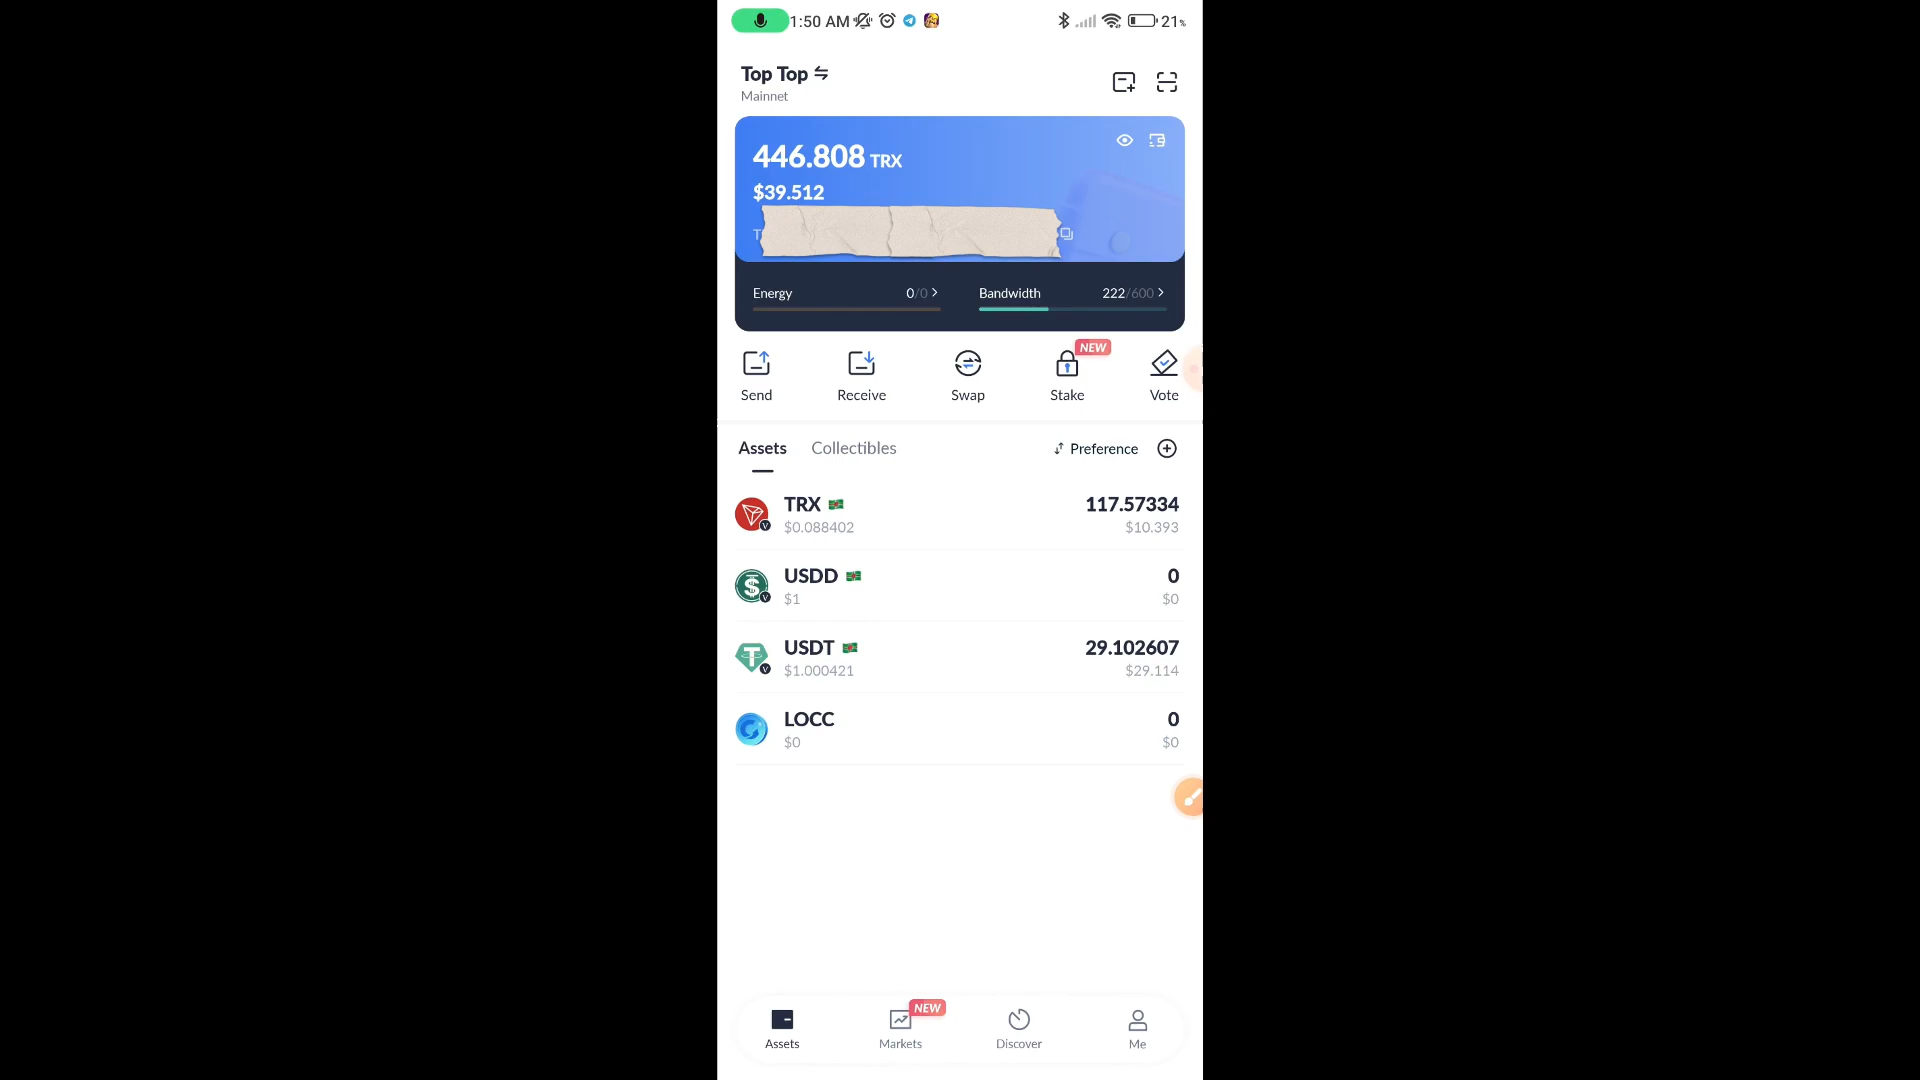 1:50 AM 21%
Top Top
Mainnet
446.808 TRX
$39.512
T
Energy 0/0 Bandwidth 222/600
NEW
Send Receive Swap Stake Vote
Assets Collectibles Preference
TRX 117.57334
$0.088402 $10.393
USDD 0
$1 $0
USDT 29.102607
$1.000421 $29.114
LOCC 0
$0 $0
NEW
Assets Markets Discover Me